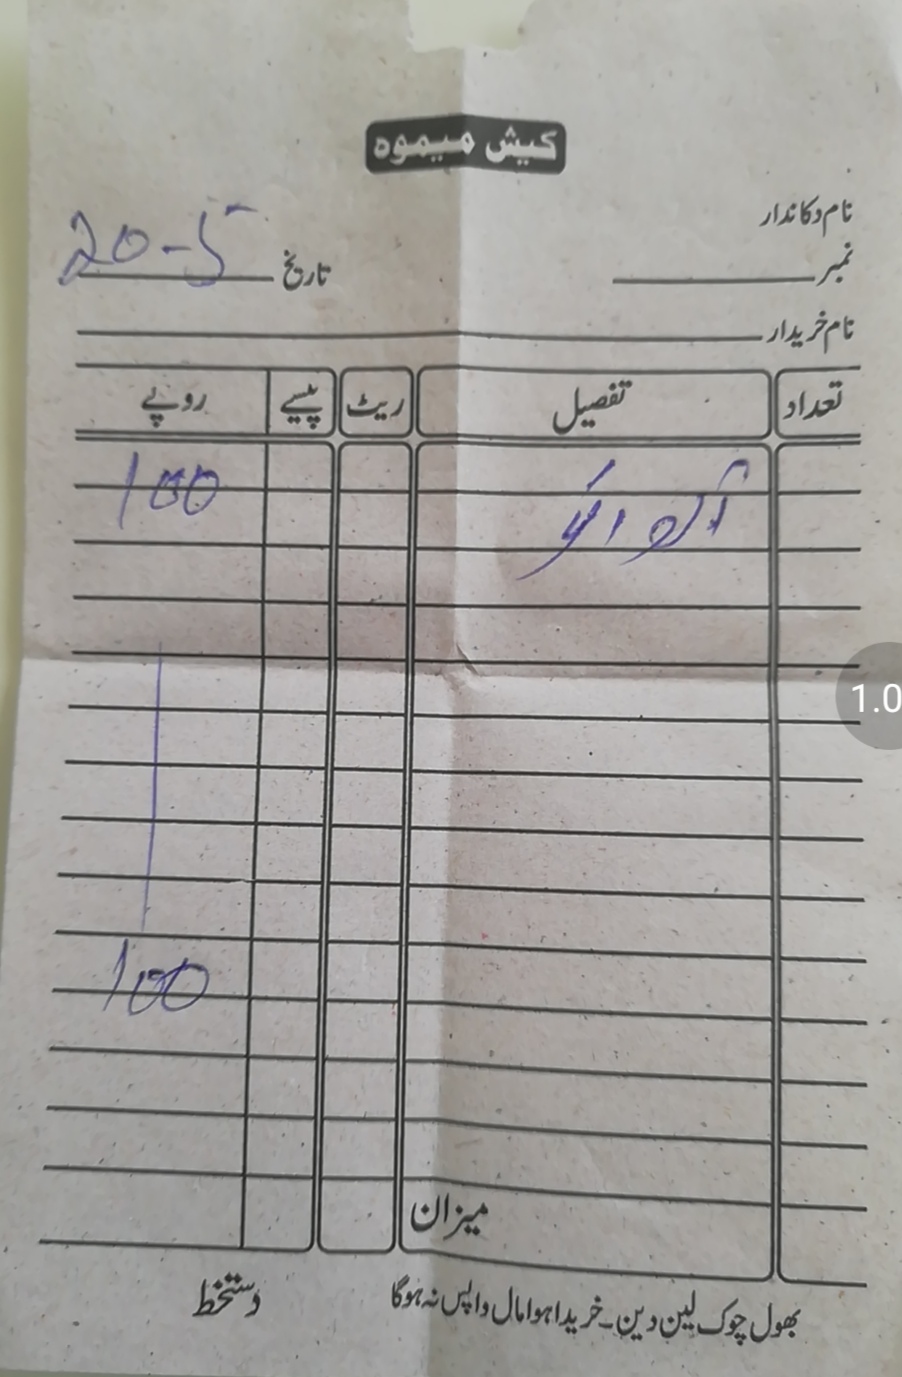 کیش میموہ
نام دکاندار
نمبر تاریخ 20-5
نام خریدار
تعداد تفصیل ریٹ پیسے روپے
100
100
میزان
بھول چوک لین دین۔خریدا ہوا مال واپس نہ ہوگا دستخط
1.0